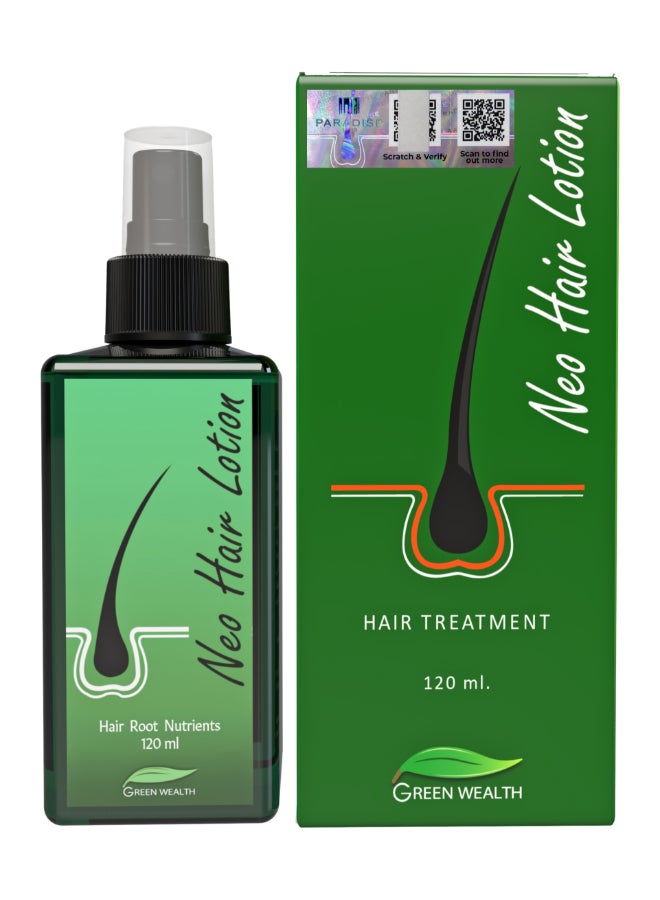 PARADISE
Scratch & Verify
Scan to find
out more
Neo Hair Lotion
HAIR TREATMENT
120 ml.
GREEN WEALTH
Neo Hair Lotion
Hair Root Nutrients
120 ml
GREEN WEALTH